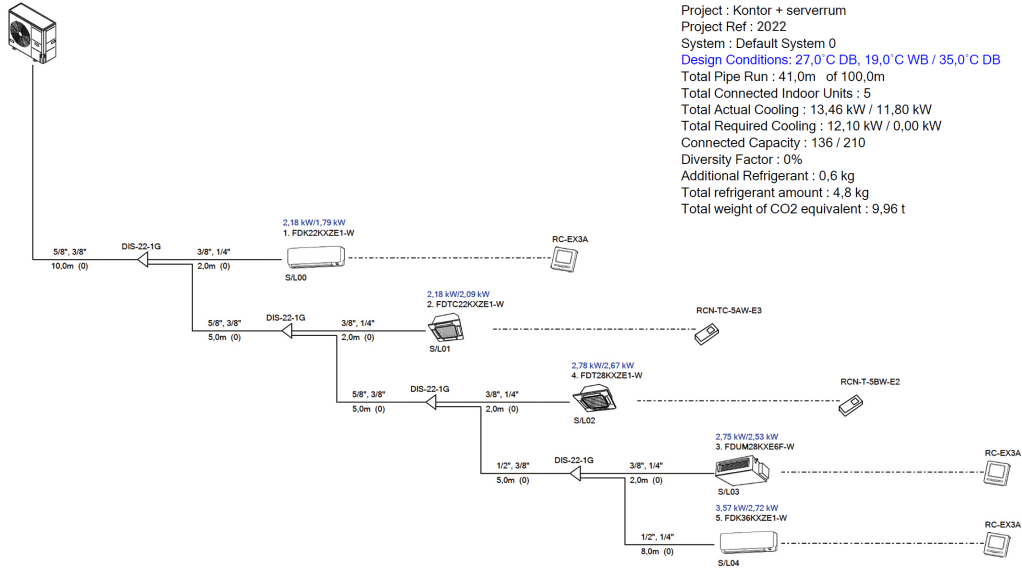 Project : Kontor + serverrum
Project Ref : 2022
System : Default System 0
Design Conditions: 27,0°C DB, 19,0°C WB / 35,0°C DB
Total Pipe Run : 41,0m of 100,0m
Total Connected Indoor Units : 5
Total Actual Cooling : 13,46 kW / 11,80 kW
Total Required Cooling : 12,10 kW / 0,00 kW
Connected Capacity : 136 / 210
Diversity Factor : 0%
Additional Refrigerant : 0,6 kg
Total refrigerant amount : 4,8 kg
Total weight of CO2 equivalent : 9,96 t
2,18 kW/1,79 kW
1. FDK22KXZE1-W
RC-EX3A
DIS-22-1G
5/8", 3/8"
3/8", 1/4"
10,0m (0)
2,0m (0)
S/L00
2,18 kW/2,09 kW
2. FDTC22KXZE1-W
RCN-TC-5AW-E3
DIS-22-1G
5/8", 3/8"
3/8", 1/4"
5,0m (0)
2,0m (0)
S/L01
2,78 kW/2,67 kW
4. FDT28KXZE1-W
RCN-T-5BW-E2
DIS-22-1G
5/8", 3/8"
3/8", 1/4"
5,0m (0)
2,0m (0)
S/L02
2,75 kW/2,53 kW
3. FDUM28KXE6F-W
RC-EX3A
DIS-22-1G
1/2", 3/8"
3/8", 1/4"
5,0m (0)
2,0m (0)
S/L03
3,57 kW/2,72 kW
5. FDK36KXZE1-W
RC-EX3A
1/2", 1/4"
8,0m (0)
S/L04